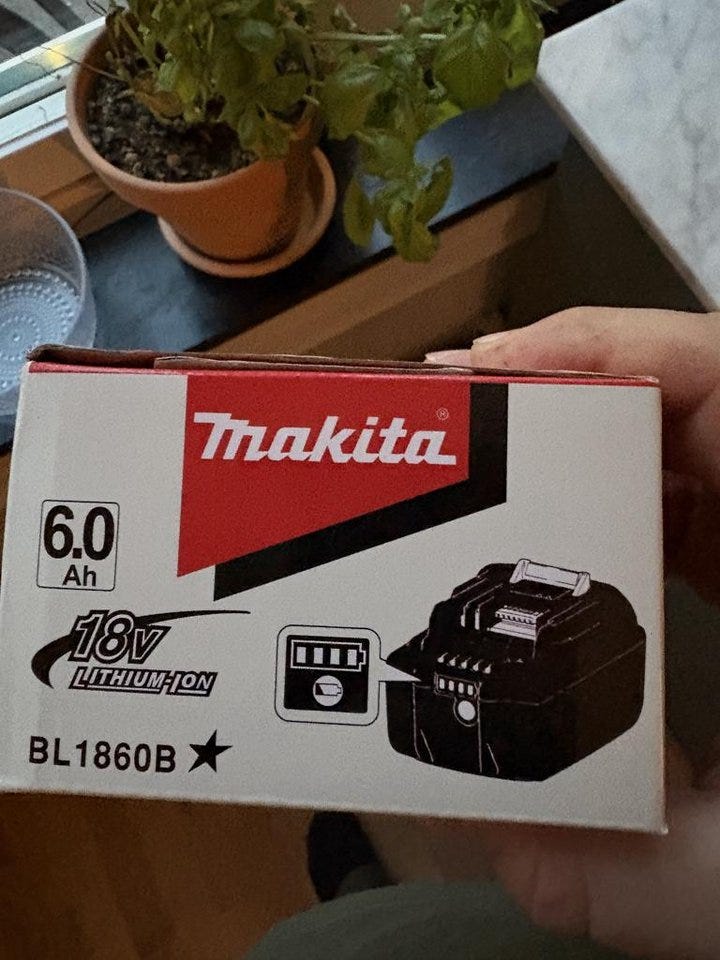 makita®
6.0
Ah
18V
LITHIUM-ION
BL1860B★